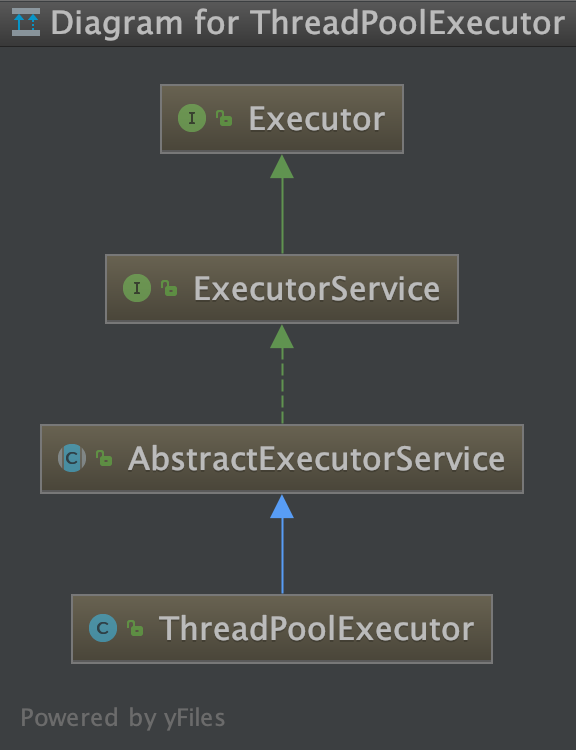 Diagram for ThreadPoolExecutor
I Executor
I ExecutorService
C AbstractExecutorService
C ThreadPoolExecutor
Powered by yFiles